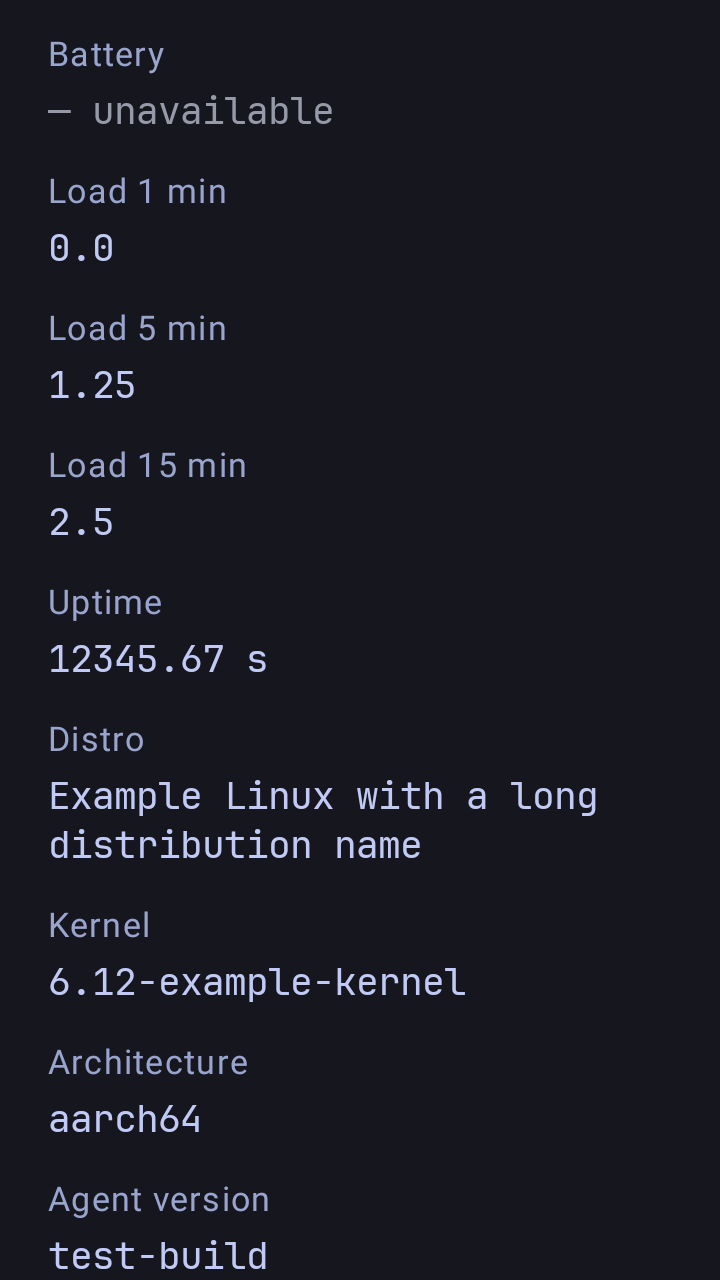 Battery
— unavailable
Load 1 min
0.0
Load 5 min
1.25
Load 15 min
2.5
Uptime
12345.67 s
Distro
Example Linux with a long
distribution name
Kernel
6.12-example-kernel
Architecture
aarch64
Agent version
test-build